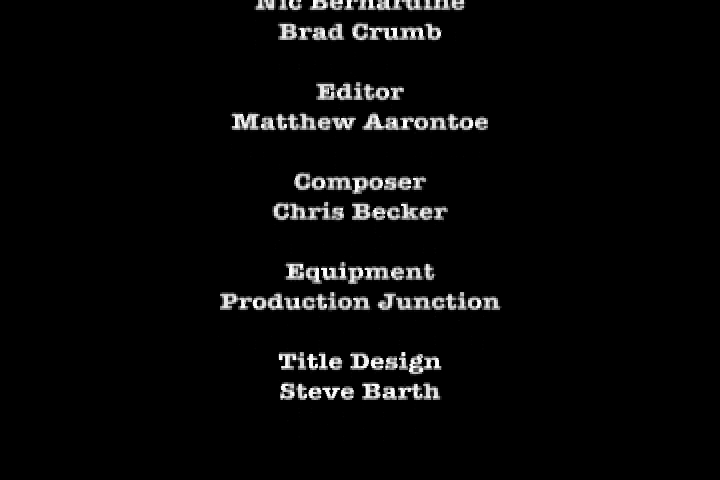 Nic Bernardine
Brad Crumb
Editor
Matthew Aarontoe
Composer
Chris Becker
Equipment
Production Junction
Title Design
Steve Barth